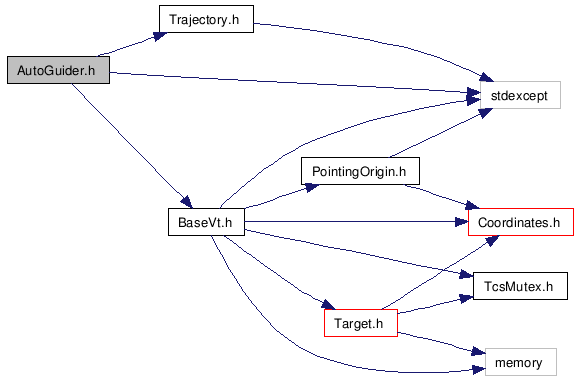 Trajectory.h
AutoGuider.h
stdexcept
PointingOrigin.h
BaseVt.h
Coordinates.h
TcsMutex.h
Target.h
memory